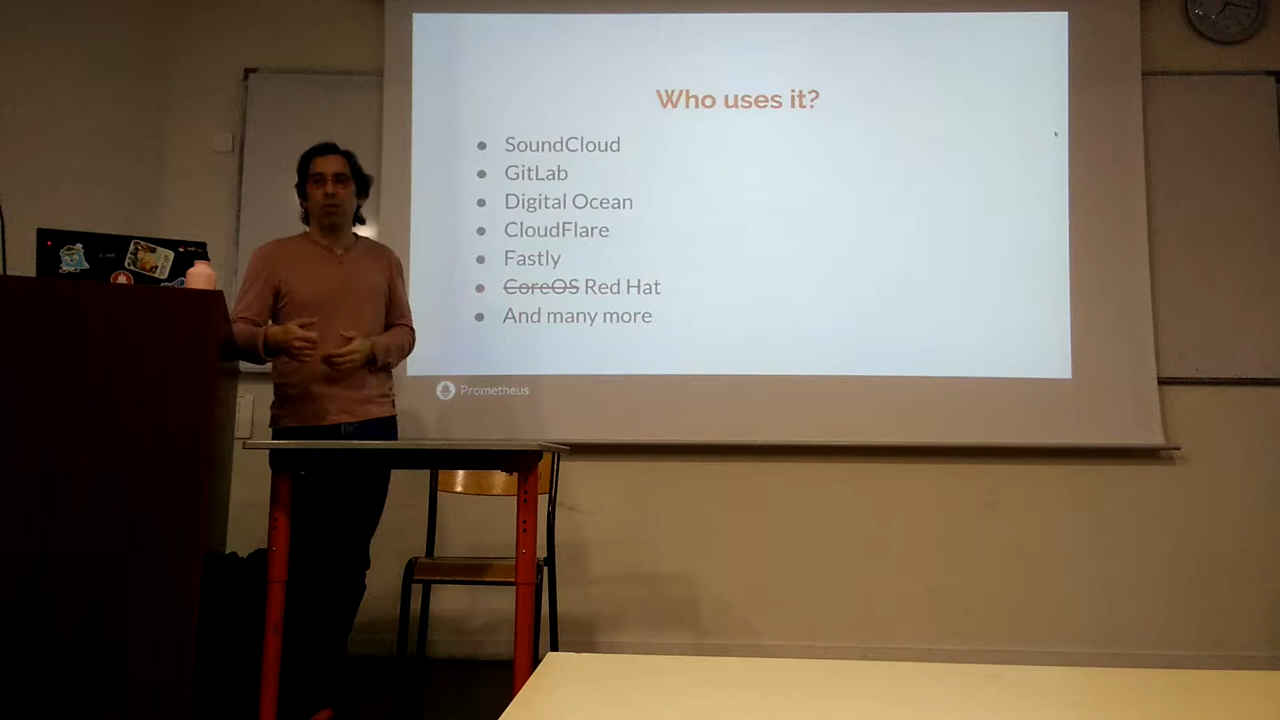 Who uses it?
● SoundCloud
● GitLab
● Digital Ocean
● CloudFlare
● Fastly
● CoreOS Red Hat
● And many more
Prometheus